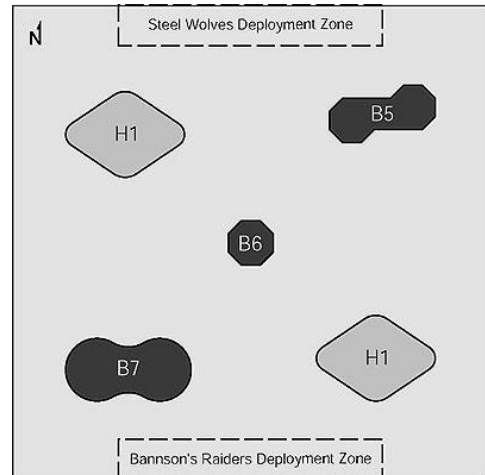 Steel Wolves Deployment Zone
N
H1
B5
B6
B7
H1
Bannson's Raiders Deployment Zone